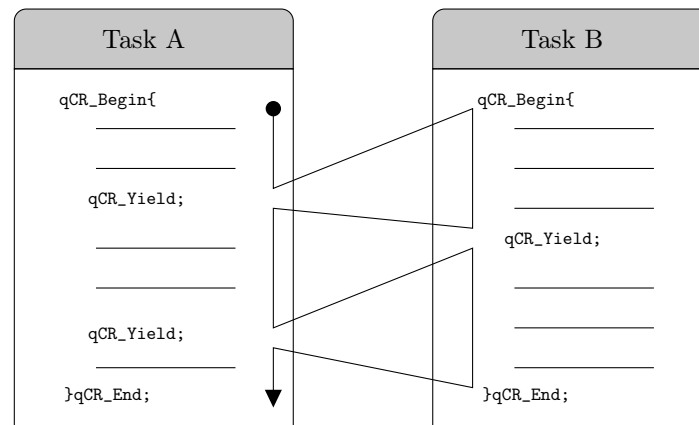 Task A
qCR_Begin{
qCR_Yield;
qCR_Yield;
}qCR_End;
Task B
qCR_Begin{
qCR_Yield;
}qCR_End;